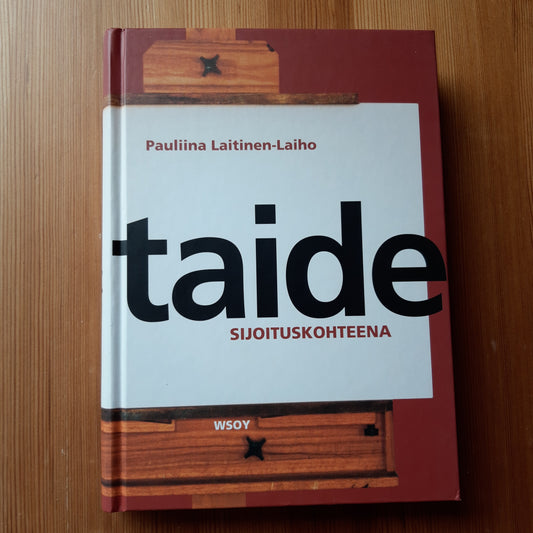 Pauliina Laitinen-Laiho
taide
SIJOITUSKOHTEENA
WSOY